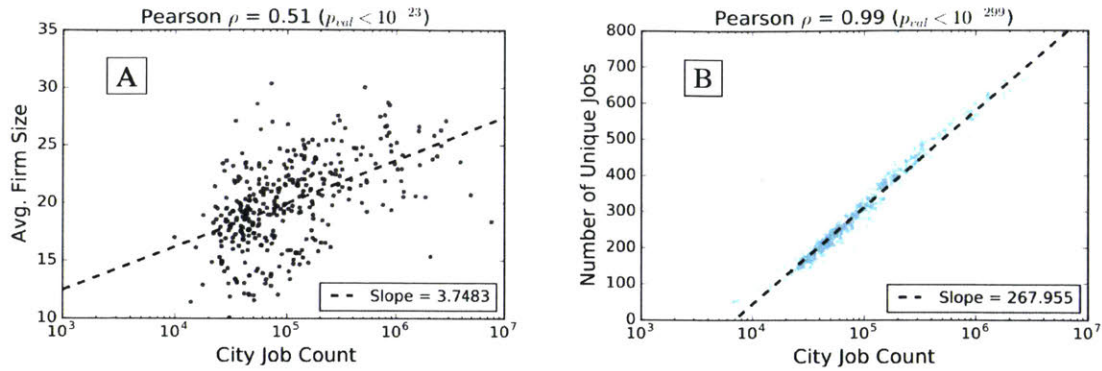 Pearson ρ = 0.51 (p_val < 10^23)
A
35
30
25
20
15
10
Avg. Firm Size
Slope = 3.7483
10^3 10^4 10^5 10^6 10^7
City Job Count
Pearson ρ = 0.99 (p_val < 10^299)
B
800
700
600
500
400
300
200
100
0
Number of Unique Jobs
Slope = 267.955
10^3 10^4 10^5 10^6 10^7
City Job Count